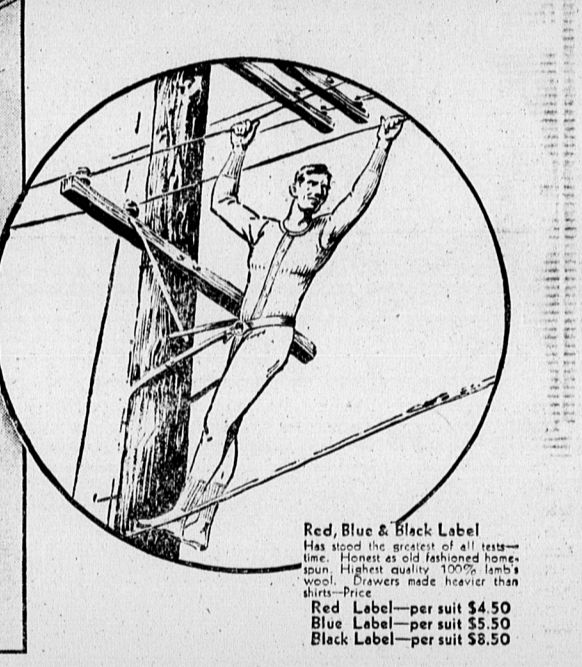 Red, Blue & Black Label
Has stood the greatest of all tests—
time. Honest as old fashioned home-
spun. Highest quality 100% lamb's
wool. Drawers made heavier than
shirts—Price
Red Label—per suit $4.50
Blue Label—per suit $5.50
Black Label—per suit $8.50